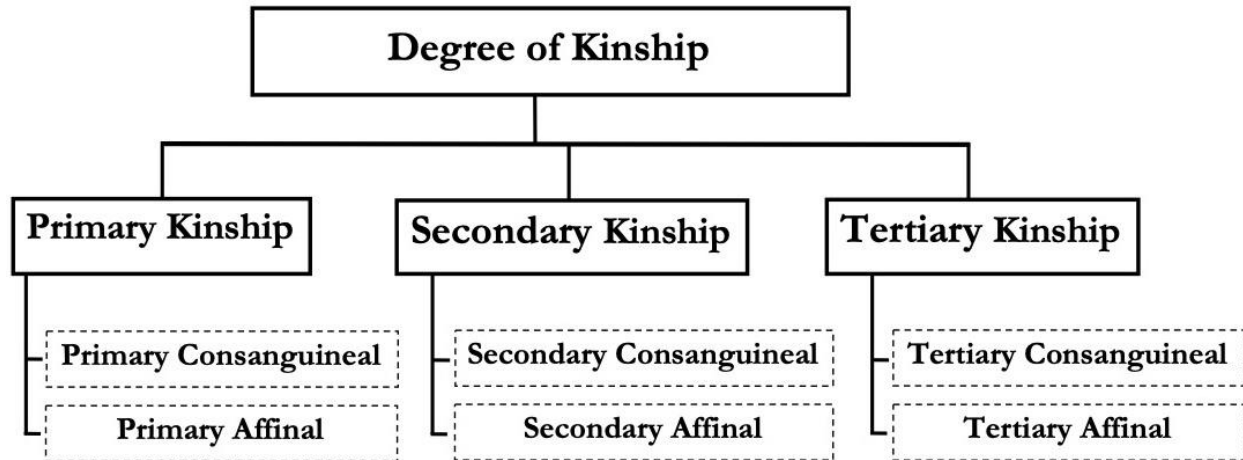 Degree of Kinship
Primary Kinship
Secondary Kinship
Tertiary Kinship
Primary Consanguineal
Secondary Consanguineal
Tertiary Consanguineal
Primary Affinal
Secondary Affinal
Tertiary Affinal